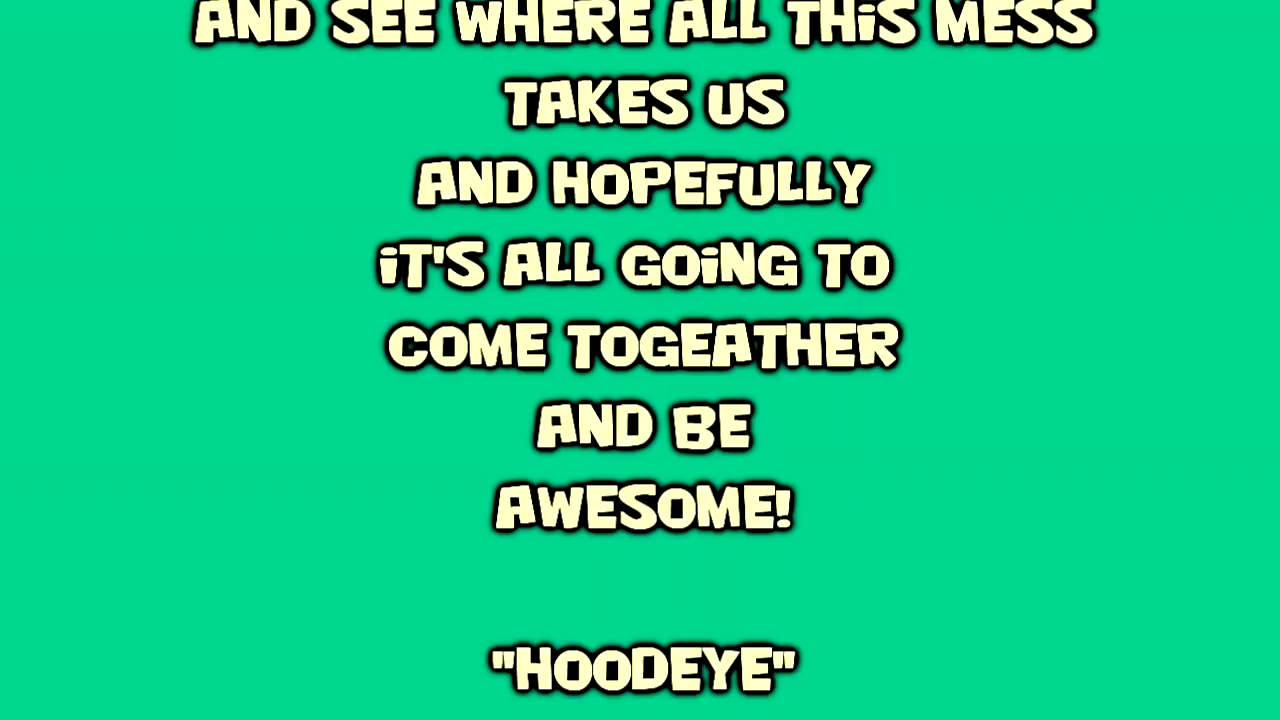 AND SEE WHERE ALL THiS MESS
TAKES US
AND HOPEFULLY
iT'S ALL GOiNG TO
COME TOGEATHER
AND BE
AWESOME!
"HOODEYE"